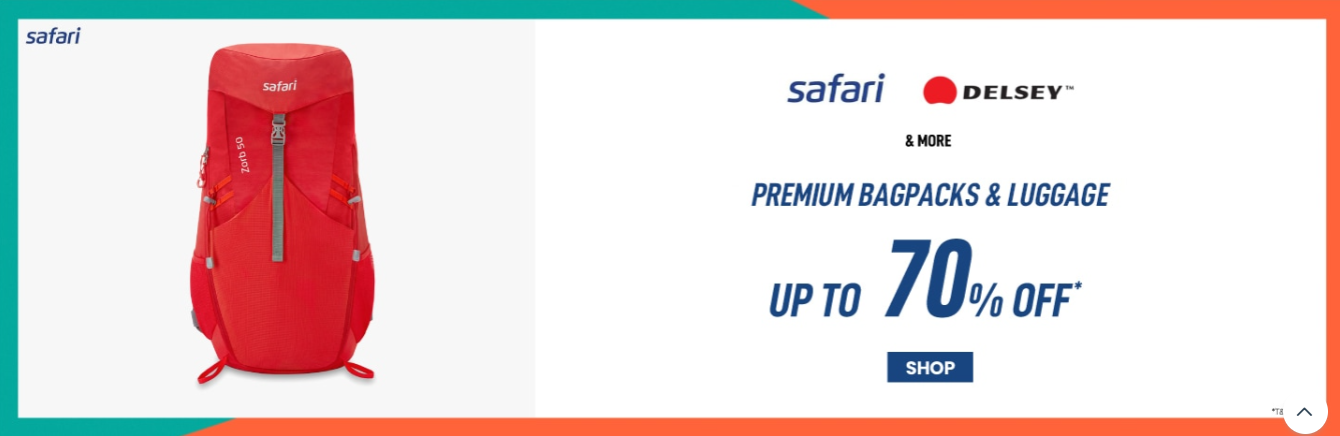 safari
safari
Zorb 50
safari DELSEY™
& MORE
PREMIUM BAGPACKS & LUGGAGE
UP TO 70% OFF*
SHOP